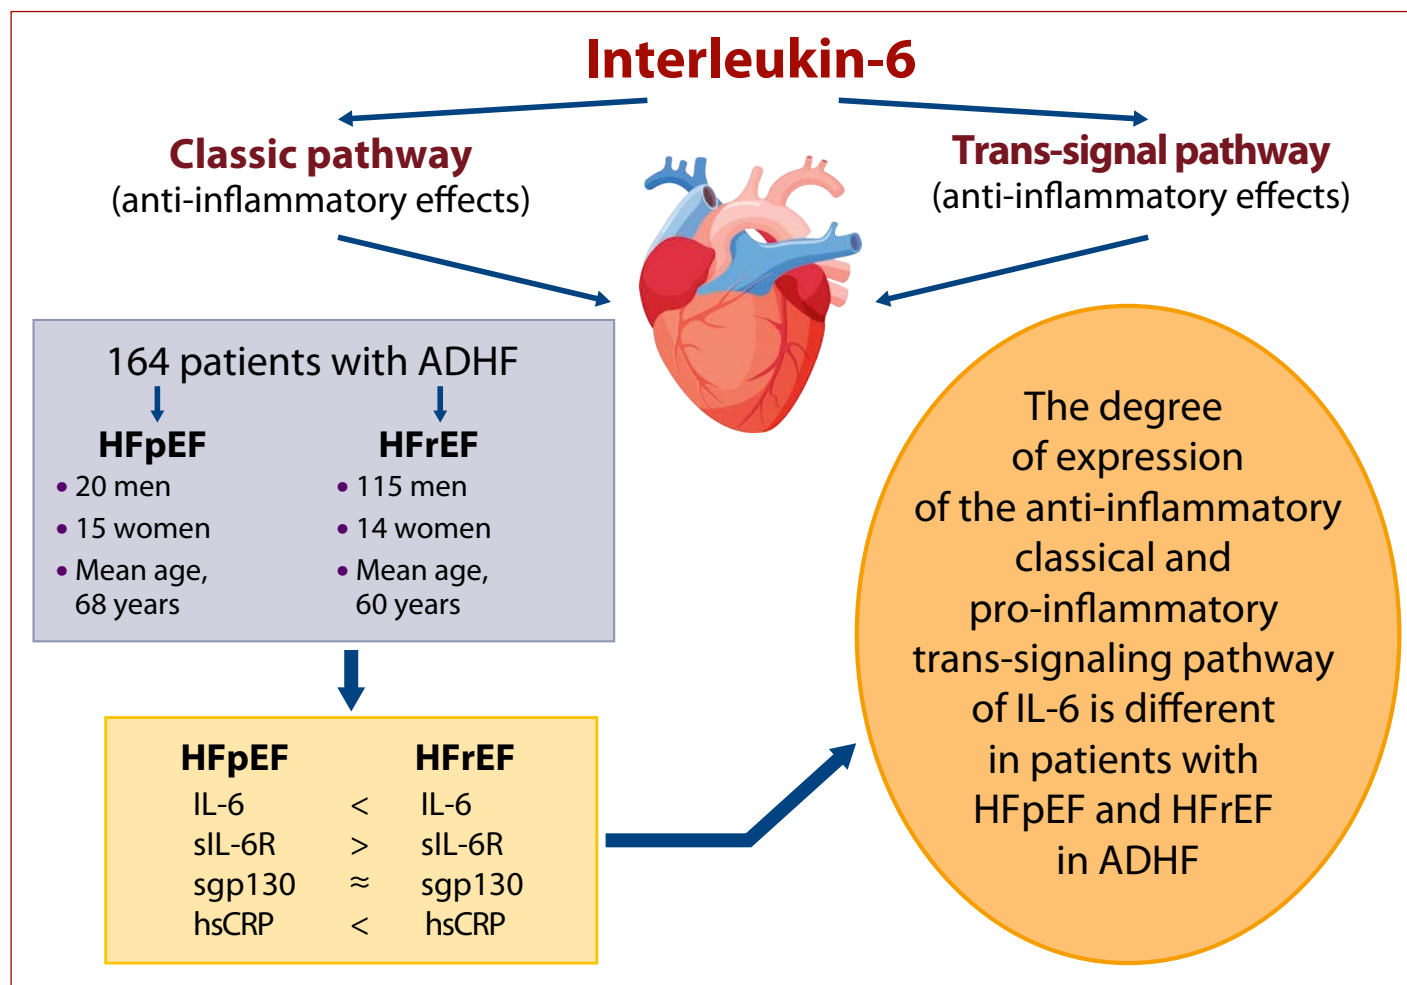 Interleukin-6
Classic pathway
(anti-inflammatory effects)
Trans-signal pathway
(anti-inflammatory effects)
164 patients with ADHF
HFpEF
• 20 men
• 15 women
• Mean age,
68 years
HFrEF
• 115 men
• 14 women
• Mean age,
60 years
HFpEF HFrEF
IL-6 < IL-6
sIL-6R > sIL-6R
sgp130 ≈ sgp130
hsCRP < hsCRP
The degree
of expression
of the anti-inflammatory
classical and
pro-inflammatory
trans-signaling pathway
of IL-6 is different
in patients with
HFpEF and HFrEF
in ADHF